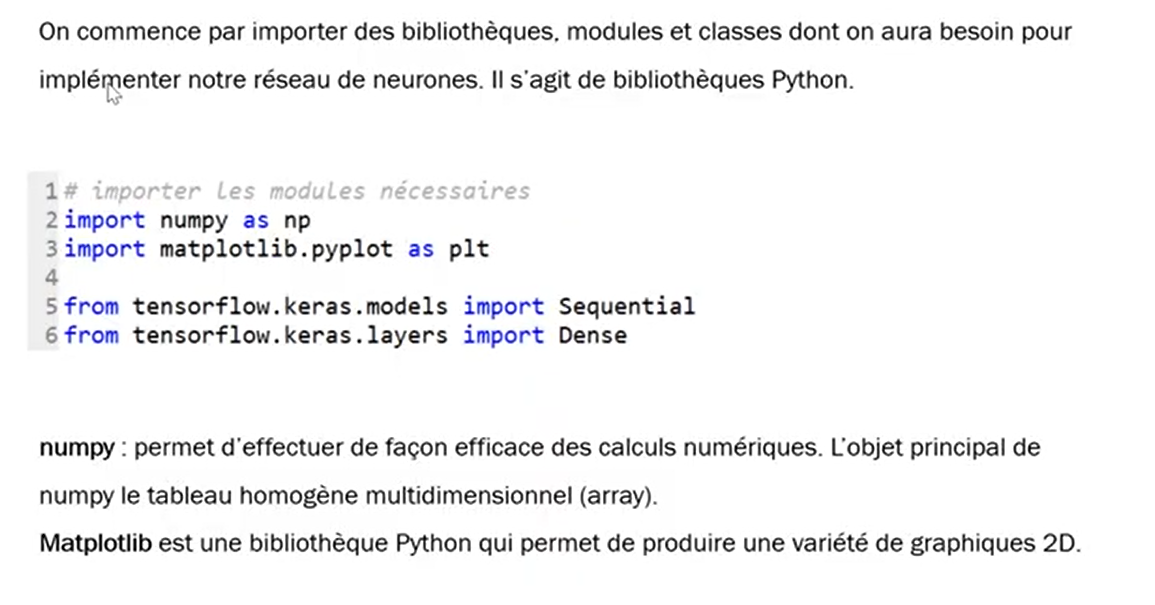 On commence par importer des bibliothèques, modules et classes dont on aura besoin pour
implémenter notre réseau de neurones. Il s'agit de bibliothèques Python.
1 # importer les modules nécessaires
2 import numpy as np
3 import matplotlib.pyplot as plt
4
5 from tensorflow.keras.models import Sequential
6 from tensorflow.keras.layers import Dense
numpy : permet d'effectuer de façon efficace des calculs numériques. L'objet principal de
numpy le tableau homogène multidimensionnel (array).
Matplotlib est une bibliothèque Python qui permet de produire une variété de graphiques 2D.